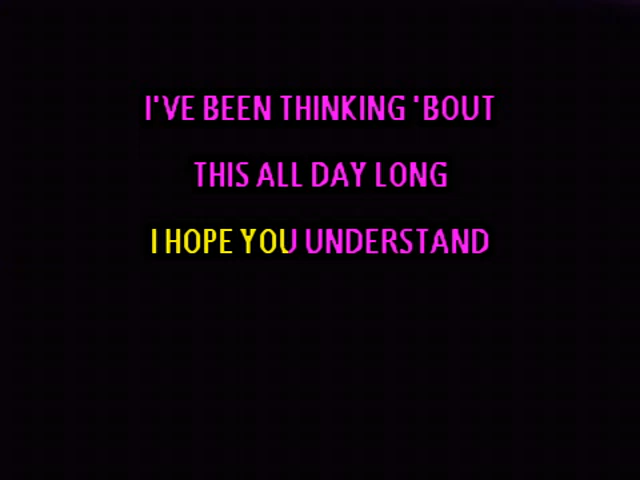 I'VE BEEN THINKING 'BOUT
THIS ALL DAY LONG
I HOPE YOU UNDERSTAND